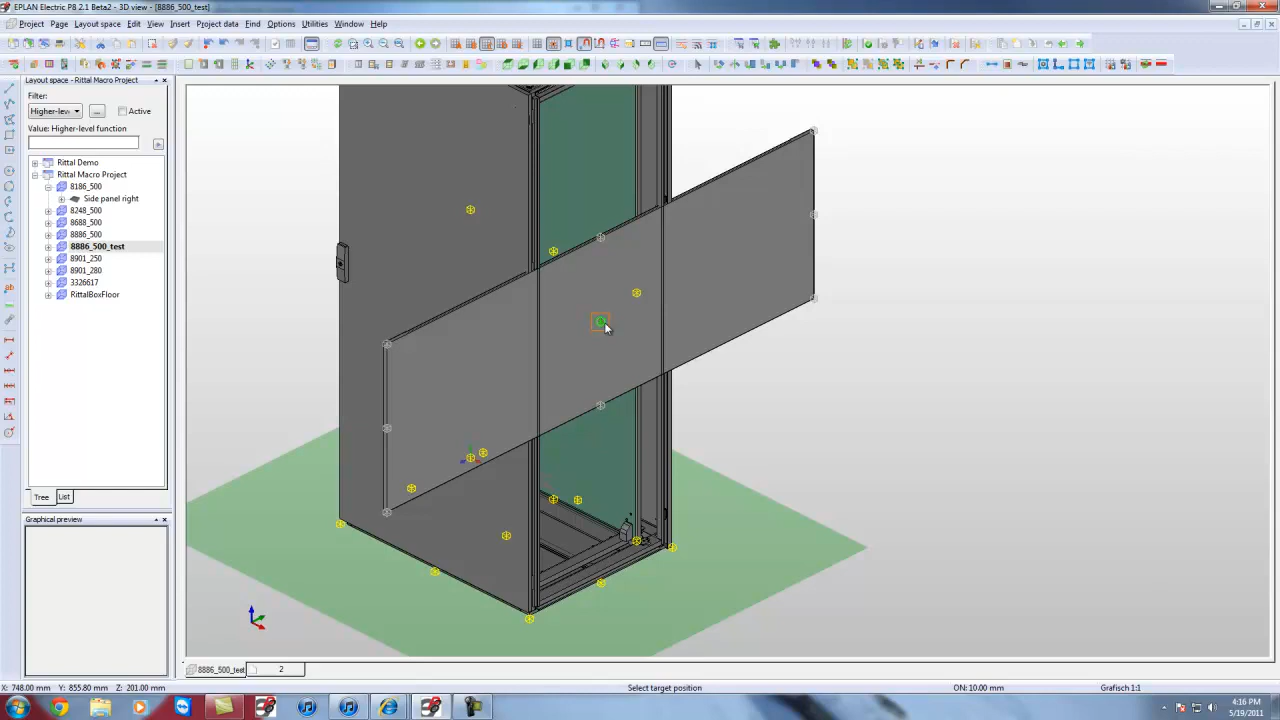 EPLAN Electric P8 2.1 Beta2 - 3D view - [8886_500_test]
Project Page Layout space Edit View Insert Project data Find Options Utilities Window Help
Layout space - Rittal Macro Project
Filter:
Higher-lev ... Active
Value: Higher-level function
Rittal Demo
Rittal Macro Project
8186_500
Side panel right
8248_500
8688_500
8886_500
8886_500_test
8901_250
8901_280
3326617
RittalBoxFloor
Tree List
Graphical preview
8886_500_test 2
X: 748.00 mm Y: 855.80 mm Z: 201.00 mm Select target position ON: 10.00 mm Grafisch 1:1
4:16 PM
5/19/2011